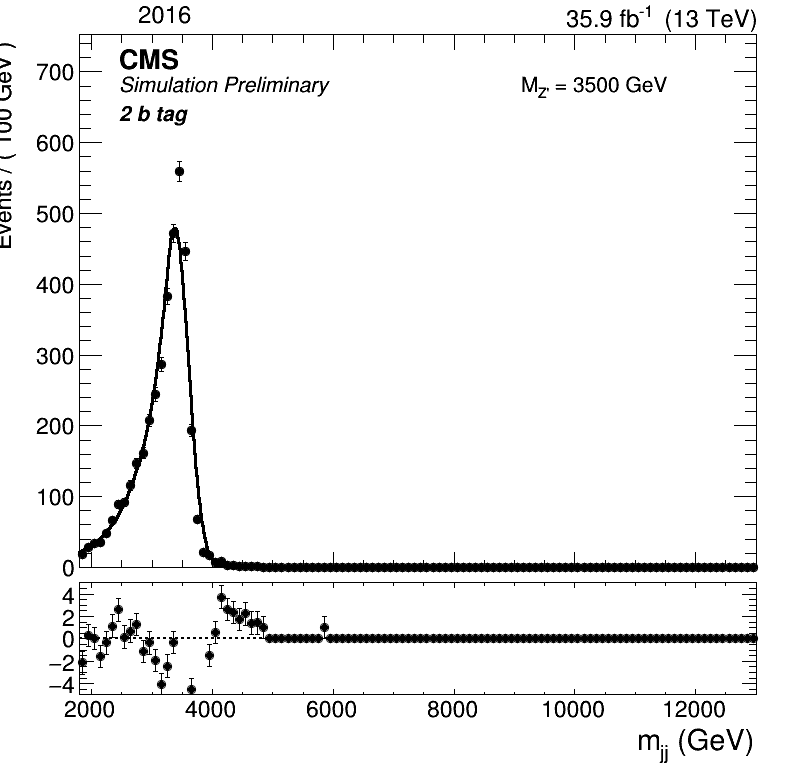 2016 35.9 fb⁻¹ (13 TeV)
CMS
Simulation Preliminary
M_Z' = 3500 GeV
2 b tag
Events / ( 100 GeV )
700
600
500
400
300
200
100
0
4
2
0
−2
−4
2000 4000 6000 8000 10000 12000
m_jj (GeV)